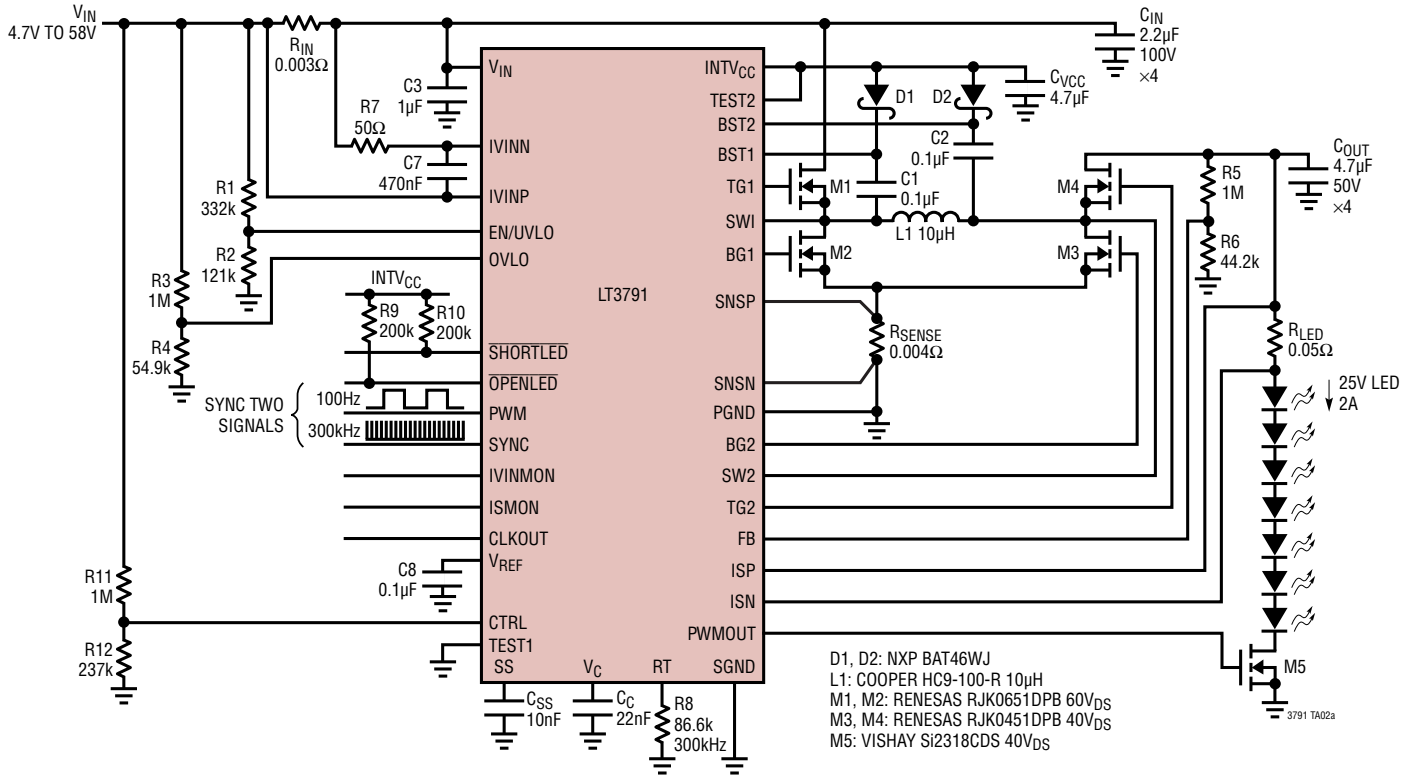 VIN
4.7V TO 58V
RIN
0.003Ω
CIN
2.2µF
100V
×4
C3
1µF
R7
50Ω
C7
470nF
R1
332k
R2
121k
R3
1M
R4
54.9k
INTVCC
R9
200k
R10
200k
SYNC TWO
SIGNALS
100Hz
300kHz
R11
1M
R12
237k
C8
0.1µF
VIN
IVINN
IVINP
EN/UVLO
OVLO
SHORTLED
OPENLED
PWM
SYNC
IVINMON
ISMON
CLKOUT
VREF
CTRL
TEST1
SS
VC
RT
SGND
LT3791
INTVCC
TEST2
BST2
BST1
TG1
SWI
BG1
SNSP
SNSN
PGND
BG2
SW2
TG2
FB
ISP
ISN
PWMOUT
CSS
10nF
CC
22nF
R8
86.6k
300kHz
D1
D2
CVCC
4.7µF
C2
0.1µF
C1
0.1µF
M1
M2
L1 10µH
M4
M3
RSENSE
0.004Ω
R5
1M
R6
44.2k
COUT
4.7µF
50V
×4
RLED
0.05Ω
25V LED
2A
M5
D1, D2: NXP BAT46WJ
L1: COOPER HC9-100-R 10µH
M1, M2: RENESAS RJK0651DPB 60VDS
M3, M4: RENESAS RJK0451DPB 40VDS
M5: VISHAY Si2318CDS 40VDS
3791 TA02a